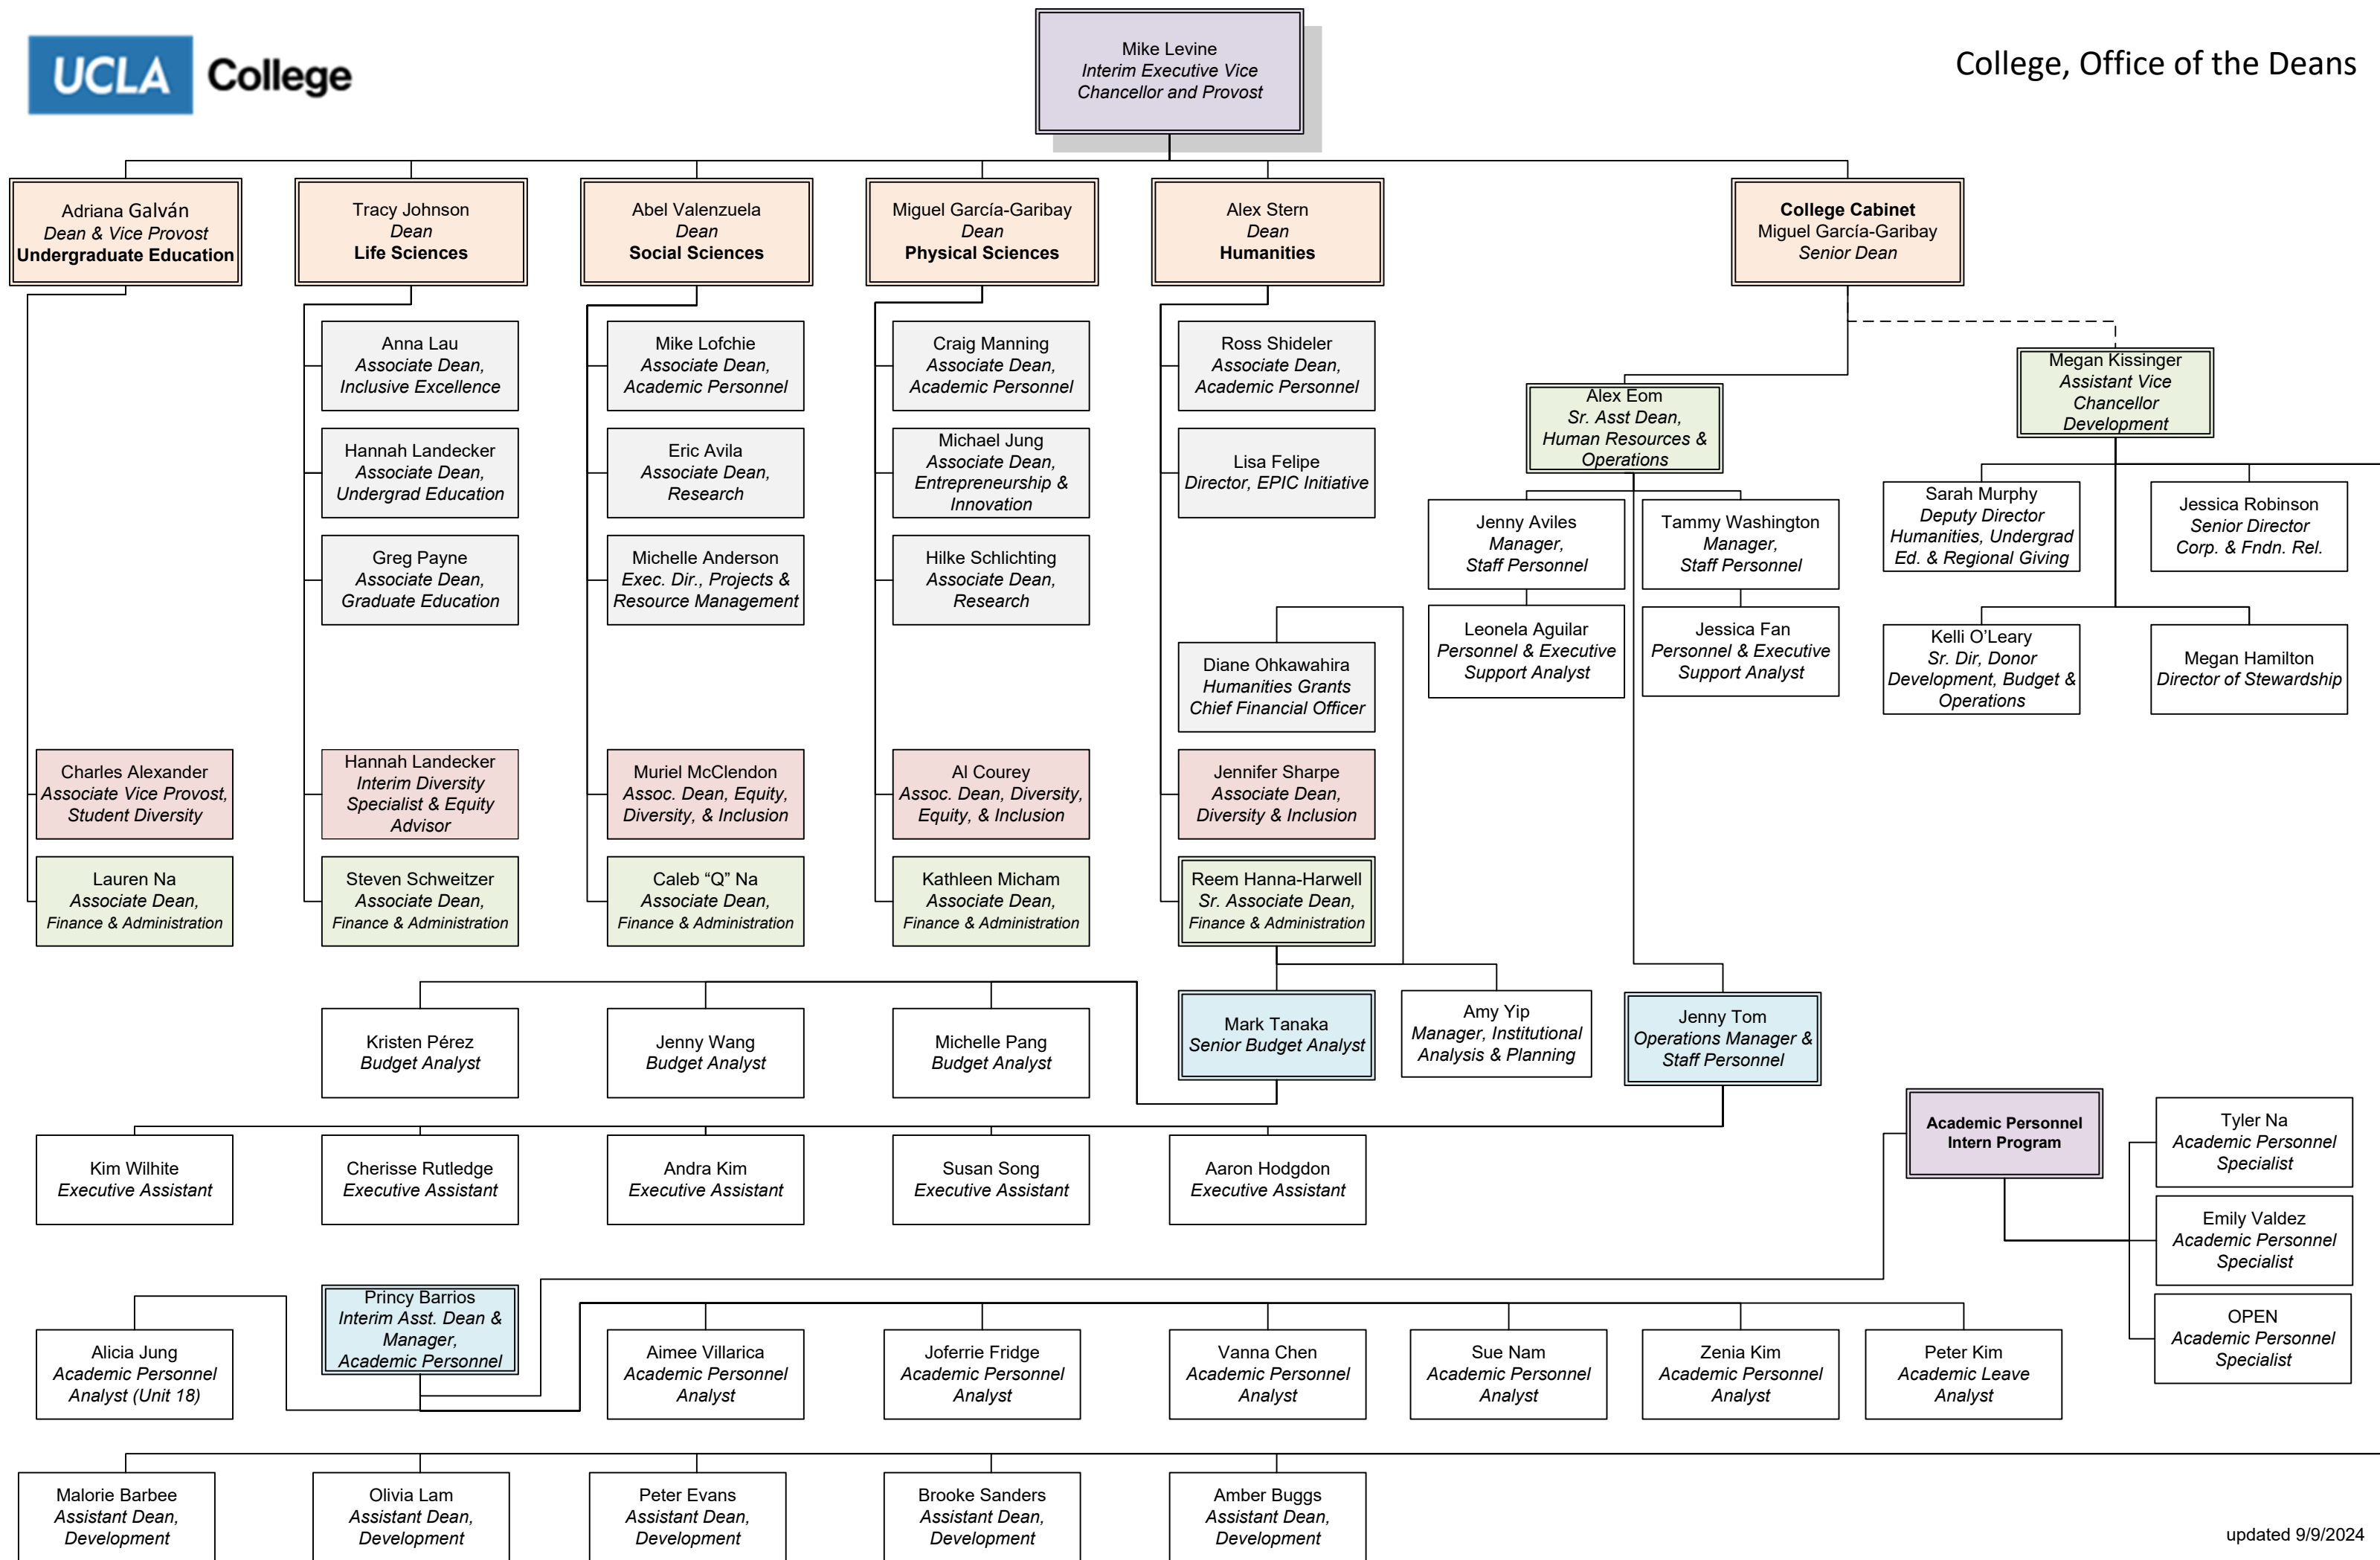 UCLA College
College, Office of the Deans
Mike Levine
Interim Executive Vice
Chancellor and Provost
Adriana Galván
Dean & Vice Provost
Undergraduate Education
Tracy Johnson
Dean
Life Sciences
Abel Valenzuela
Dean
Social Sciences
Miguel García-Garibay
Dean
Physical Sciences
Alex Stern
Dean
Humanities
College Cabinet
Miguel García-Garibay
Senior Dean
Anna Lau
Associate Dean,
Inclusive Excellence
Mike Lofchie
Associate Dean,
Academic Personnel
Craig Manning
Associate Dean,
Academic Personnel
Ross Shideler
Associate Dean,
Academic Personnel
Alex Eom
Sr. Asst Dean,
Human Resources &
Operations
Megan Kissinger
Assistant Vice
Chancellor
Development
Hannah Landecker
Associate Dean,
Undergrad Education
Eric Avila
Associate Dean,
Research
Michael Jung
Associate Dean,
Entrepreneurship &
Innovation
Lisa Felipe
Director, EPIC Initiative
Jenny Aviles
Manager,
Staff Personnel
Tammy Washington
Manager,
Staff Personnel
Sarah Murphy
Deputy Director
Humanities, Undergrad
Ed. & Regional Giving
Jessica Robinson
Senior Director
Corp. & Fndn. Rel.
Greg Payne
Associate Dean,
Graduate Education
Michelle Anderson
Exec. Dir., Projects &
Resource Management
Hilke Schlichting
Associate Dean,
Research
Diane Ohkawahira
Humanities Grants
Chief Financial Officer
Leonela Aguilar
Personnel & Executive
Support Analyst
Jessica Fan
Personnel & Executive
Support Analyst
Kelli O’Leary
Sr. Dir, Donor
Development, Budget &
Operations
Megan Hamilton
Director of Stewardship
Charles Alexander
Associate Vice Provost,
Student Diversity
Hannah Landecker
Interim Diversity
Specialist & Equity
Advisor
Muriel McClendon
Assoc. Dean, Equity,
Diversity, & Inclusion
Al Courey
Assoc. Dean, Diversity,
Equity, & Inclusion
Jennifer Sharpe
Associate Dean,
Diversity & Inclusion
Lauren Na
Associate Dean,
Finance & Administration
Steven Schweitzer
Associate Dean,
Finance & Administration
Caleb “Q” Na
Associate Dean,
Finance & Administration
Kathleen Micham
Associate Dean,
Finance & Administration
Reem Hanna-Harwell
Sr. Associate Dean,
Finance & Administration
Kristen Pérez
Budget Analyst
Jenny Wang
Budget Analyst
Michelle Pang
Budget Analyst
Mark Tanaka
Senior Budget Analyst
Amy Yip
Manager, Institutional
Analysis & Planning
Jenny Tom
Operations Manager &
Staff Personnel
Kim Wilhite
Executive Assistant
Cherisse Rutledge
Executive Assistant
Andra Kim
Executive Assistant
Susan Song
Executive Assistant
Aaron Hodgdon
Executive Assistant
Academic Personnel
Intern Program
Tyler Na
Academic Personnel
Specialist
Emily Valdez
Academic Personnel
Specialist
OPEN
Academic Personnel
Specialist
Princy Barrios
Interim Asst. Dean &
Manager,
Academic Personnel
Alicia Jung
Academic Personnel
Analyst (Unit 18)
Aimee Villarica
Academic Personnel
Analyst
Joferrie Fridge
Academic Personnel
Analyst
Vanna Chen
Academic Personnel
Analyst
Sue Nam
Academic Personnel
Analyst
Zenia Kim
Academic Personnel
Analyst
Peter Kim
Academic Leave
Analyst
Malorie Barbee
Assistant Dean,
Development
Olivia Lam
Assistant Dean,
Development
Peter Evans
Assistant Dean,
Development
Brooke Sanders
Assistant Dean,
Development
Amber Buggs
Assistant Dean,
Development
updated 9/9/2024